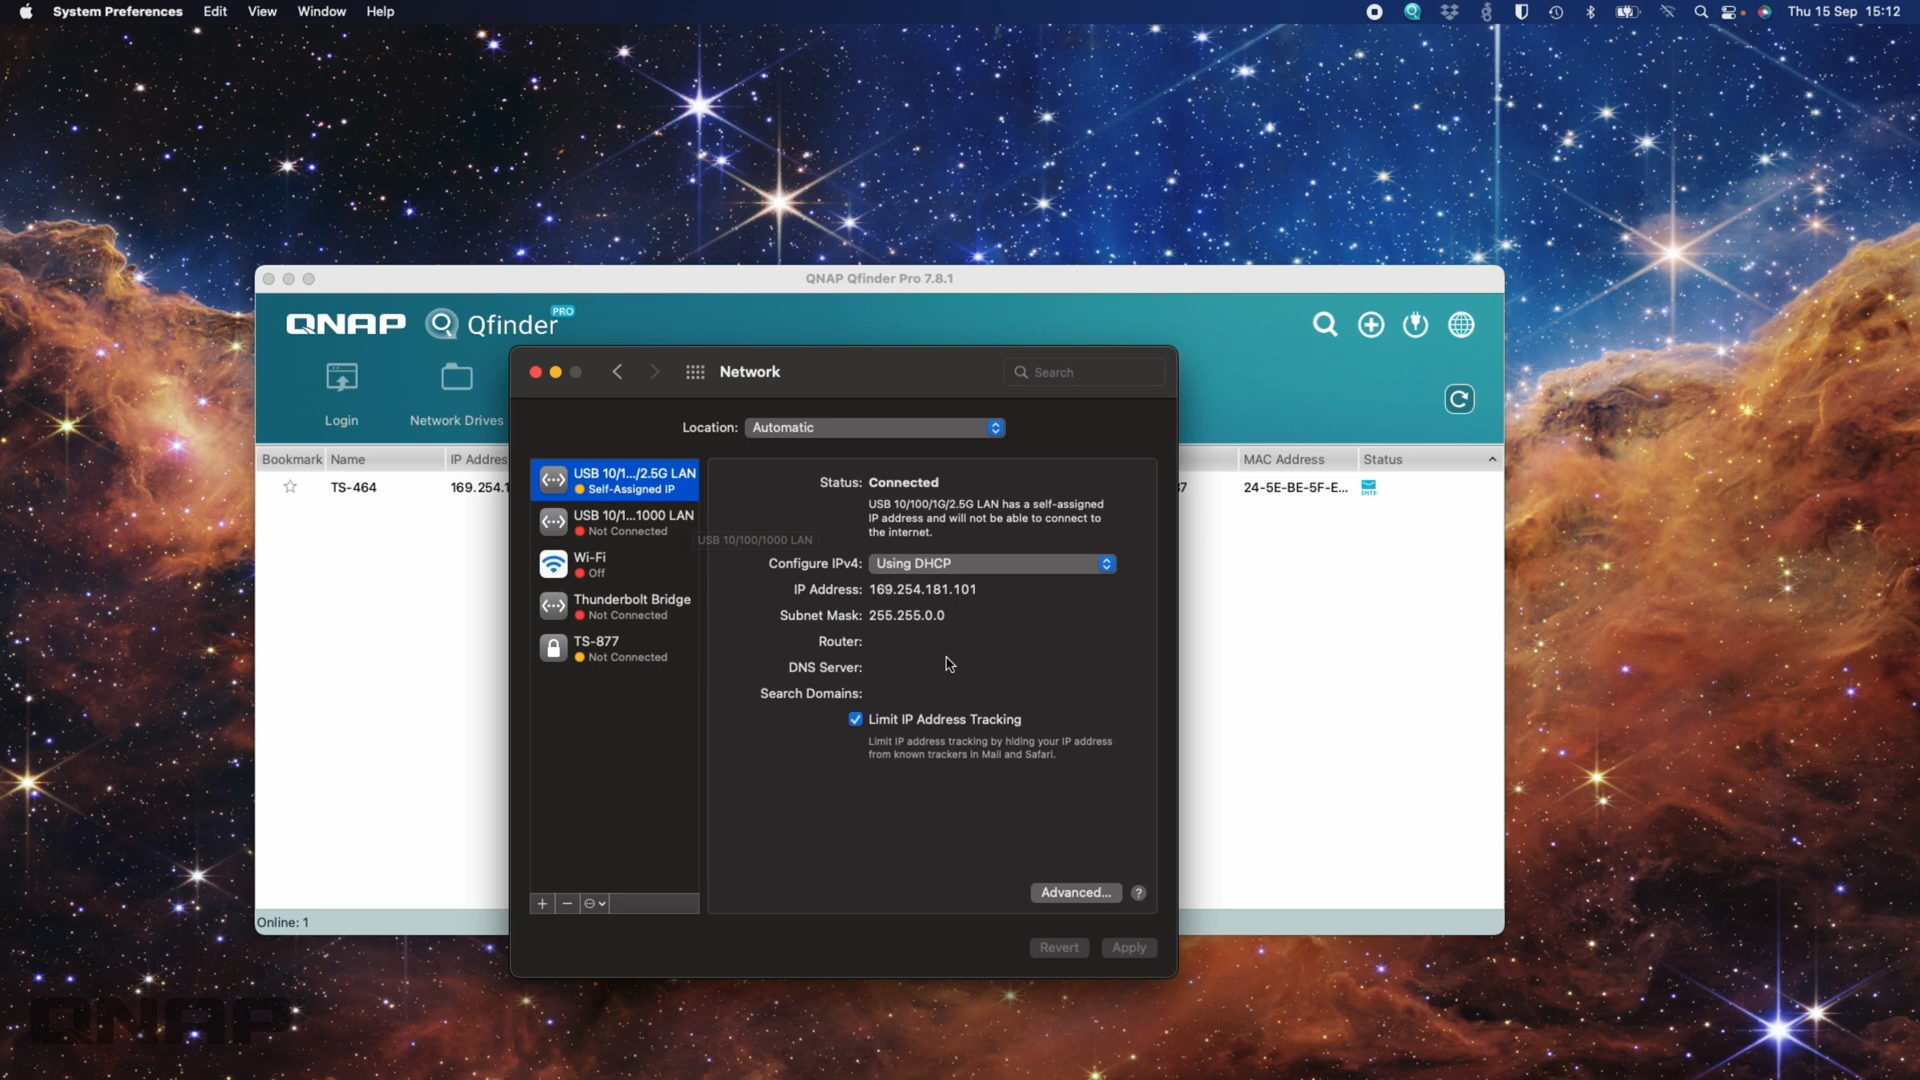 System Preferences Edit View Window Help
Thu 15 Sep 15:12
QNAP Qfinder Pro 7.8.1
QNAP Qfinder PRO
Login
Network Drives
Bookmark Name IP Addres MAC Address Status
TS-464 169.254.1 37 24-5E-BE-5F-E...
Online: 1
Network
Search
Location: Automatic
USB 10/1.../2.5G LAN
Self-Assigned IP
USB 10/1...1000 LAN
Not Connected
Wi-Fi
Off
Thunderbolt Bridge
Not Connected
TS-877
Not Connected
USB 10/100/1000 LAN
Status: Connected
USB 10/100/1G/2.5G LAN has a self-assigned
IP address and will not be able to connect to
the internet.
Configure IPv4: Using DHCP
IP Address: 169.254.181.101
Subnet Mask: 255.255.0.0
Router:
DNS Server:
Search Domains:
Limit IP Address Tracking
Limit IP address tracking by hiding your IP address
from known trackers in Mail and Safari.
Advanced... ?
Revert Apply
QNAP